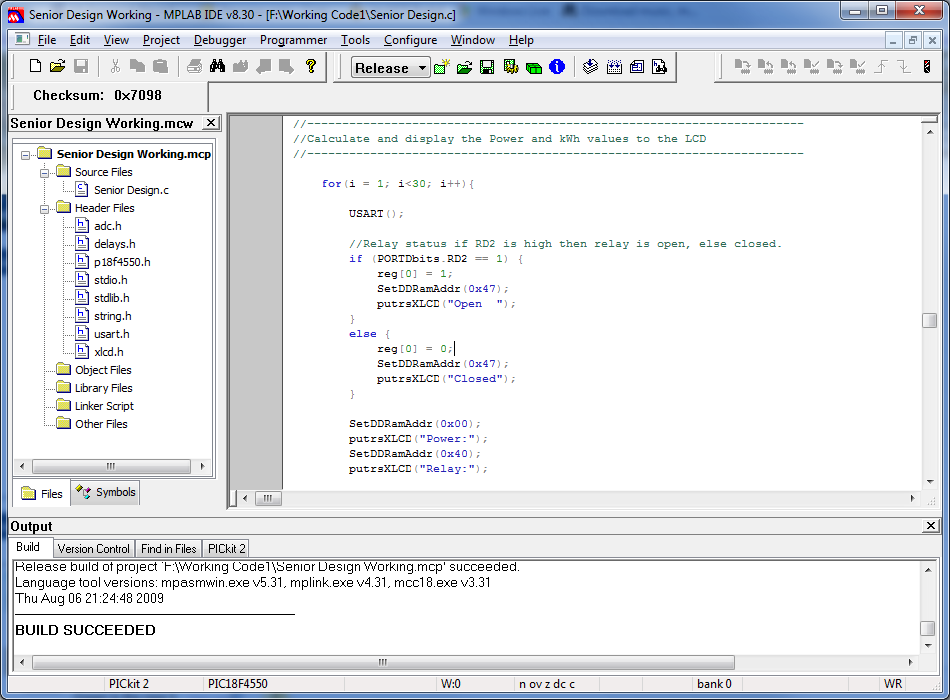 Senior Design Working - MPLAB IDE v8.30 - [F:\Working Code1\Senior Design.c]
File Edit View Project Debugger Programmer Tools Configure Window Help
Release
Checksum: 0x7098
Senior Design Working.mcw
Senior Design Working.mcp
Source Files
Senior Design.c
Header Files
adc.h
delays.h
p18f4550.h
stdio.h
stdlib.h
string.h
usart.h
xlcd.h
Object Files
Library Files
Linker Script
Other Files
Files Symbols
//-----------------------------------------------------------------------
//Calculate and display the Power and kWh values to the LCD
//-----------------------------------------------------------------------
for(i = 1; i<30; i++){
USART();
//Relay status if RD2 is high then relay is open, else closed.
if (PORTDbits.RD2 == 1) {
reg[0] = 1;
SetDDRamAddr(0x47);
putrsXLCD("Open  ");
}
else {
reg[0] = 0;
SetDDRamAddr(0x47);
putrsXLCD("Closed");
}
SetDDRamAddr(0x00);
putrsXLCD("Power:");
SetDDRamAddr(0x40);
putrsXLCD("Relay:");
Output
Build Version Control Find in Files PICkit 2
Release build of project 'F:\Working Code1\Senior Design Working.mcp' succeeded.
Language tool versions: mpasmwin.exe v5.31, mplink.exe v4.31, mcc18.exe v3.31
Thu Aug 06 21:24:48 2009
BUILD SUCCEEDED
PICkit 2 PIC18F4550 W:0 n ov z dc c bank 0 WR